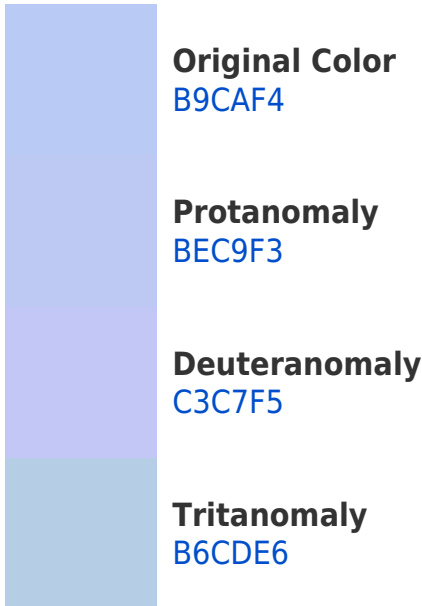 Original Color
B9CAF4
Protanomaly
BEC9F3
Deuteranomaly
C3C7F5
Tritanomaly
B6CDE6